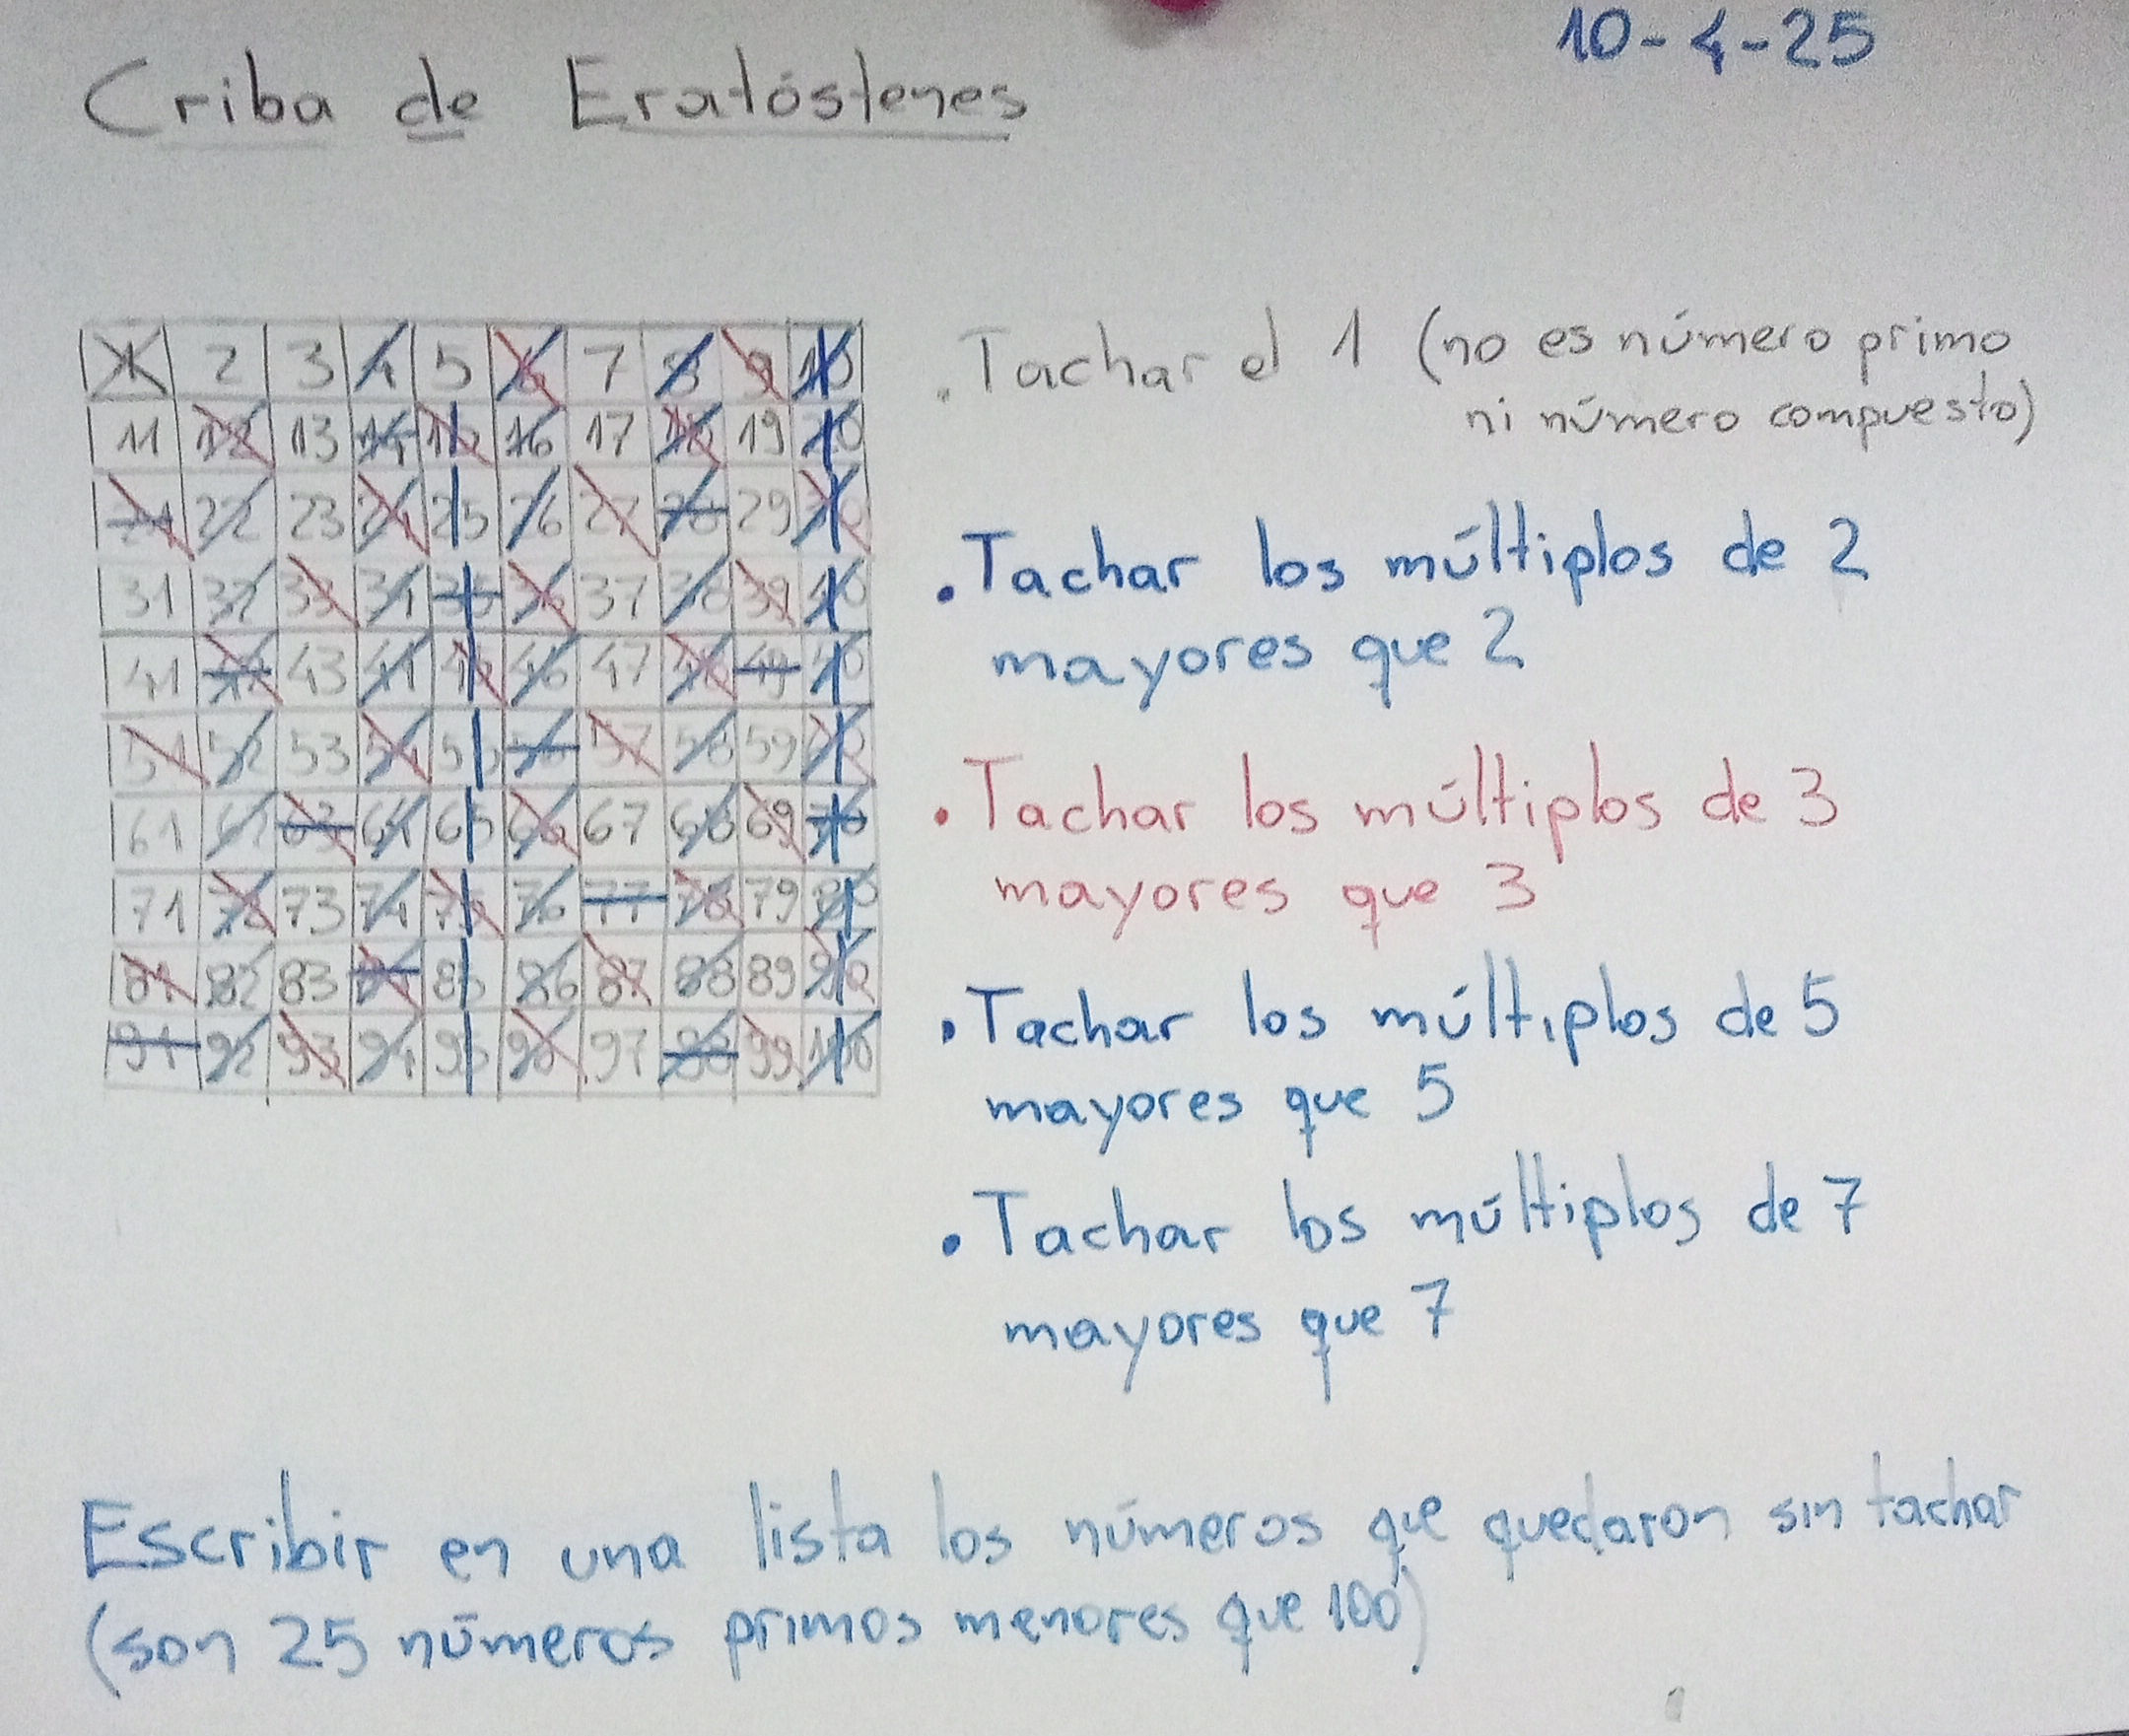 10-4-25
Criba de Eratóstenes
1 2 3 4 5 6 7 8 9 10
11 12 13 14 15 16 17 18 19 20
21 22 23 24 25 26 27 28 29 30
31 32 33 34 35 36 37 38 39 40
41 42 43 44 45 46 47 48 49 50
51 52 53 54 55 56 57 58 59 60
61 62 63 64 65 66 67 68 69 70
71 72 73 74 75 76 77 78 79 80
81 82 83 84 85 86 87 88 89 90
91 92 93 94 95 96 97 98 99 100
. Tachar el 1 (no es número primo
ni número compuesto)
. Tachar los múltiplos de 2
mayores que 2
. Tachar los múltiplos de 3
mayores que 3
. Tachar los múltiplos de 5
mayores que 5
. Tachar los múltiplos de 7
mayores que 7
Escribir en una lista los números que quedaron sin tachar
(son 25 números primos menores que 100)